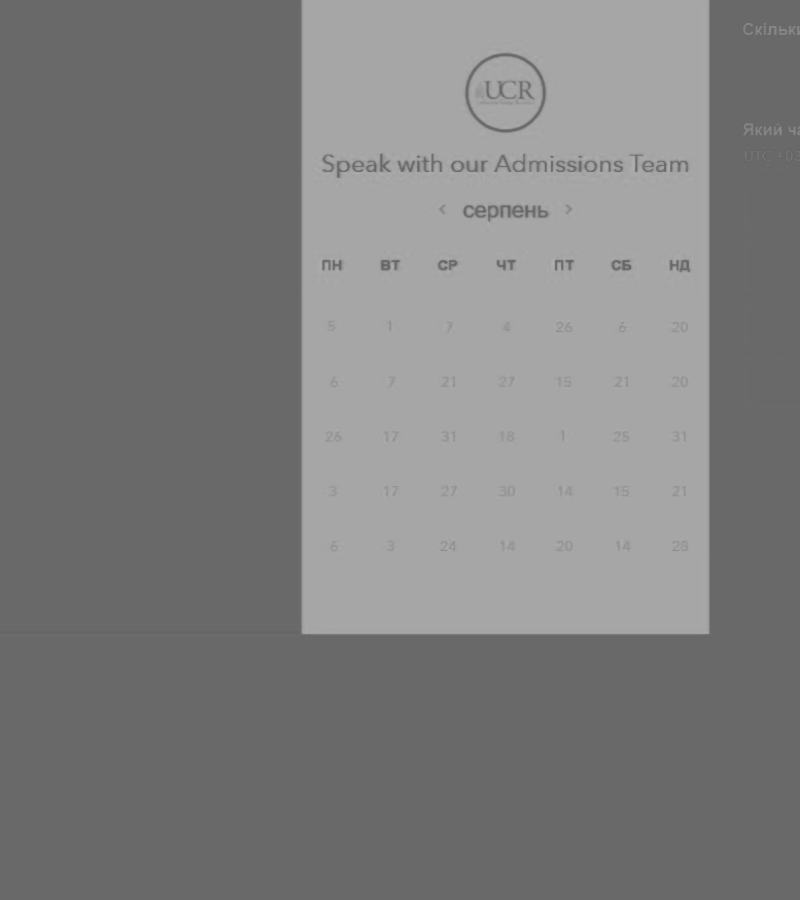 Скільки
Який ча
UTC +03
UCR
Speak with our Admissions Team
< серпень >
ПН ВТ СР ЧТ ПТ СБ НД
5 1 7 4 26 6 20
6 7 21 27 15 21 20
26 17 31 18 1 25 31
3 17 27 30 14 15 21
6 3 24 14 20 14 28